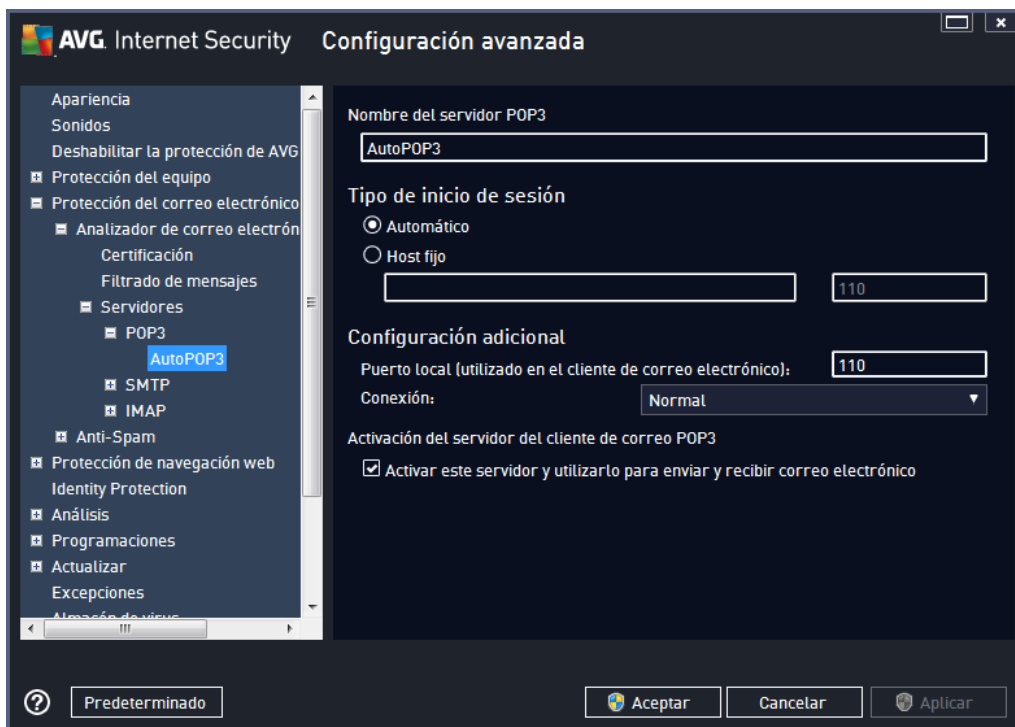 AVG. Internet Security
Configuración avanzada
Apariencia
Sonidos
Deshabilitar la protección de AVG
Protección del equipo
Protección del correo electrónico
Analizador de correo electrón
Certificación
Filtrado de mensajes
Servidores
POP3
AutoPOP3
SMTP
IMAP
Anti-Spam
Protección de navegación web
Identity Protection
Análisis
Programaciones
Actualizar
Excepciones
Almacén de virus
Nombre del servidor POP3
AutoPOP3
Tipo de inicio de sesión
Automático
Host fijo
110
Configuración adicional
Puerto local (utilizado en el cliente de correo electrónico):
110
Conexión:
Normal
Activación del servidor del cliente de correo POP3
Activar este servidor y utilizarlo para enviar y recibir correo electrónico
Predeterminado
Aceptar
Cancelar
Aplicar